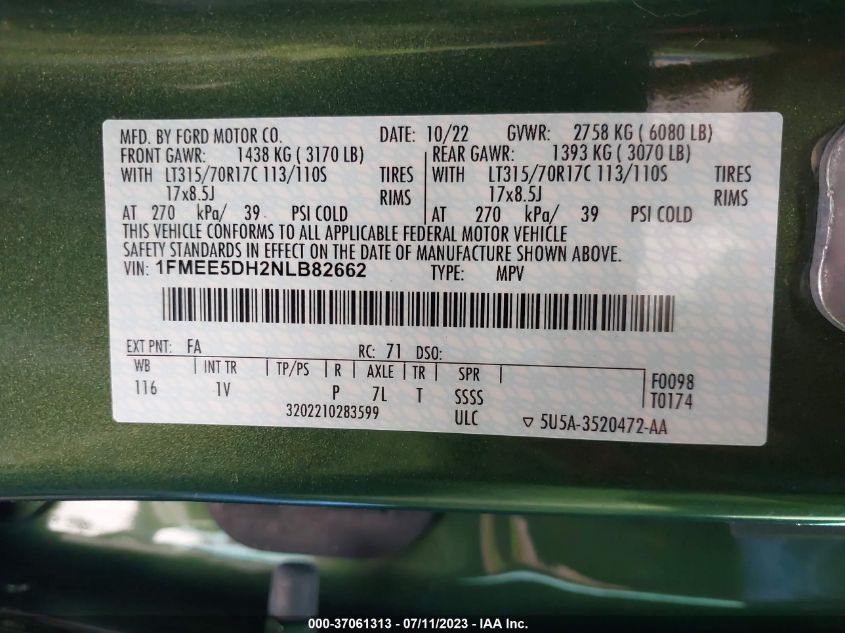 MFD. BY FORD MOTOR CO. DATE: 10/22 GVWR: 2758 KG ( 6080 LB)
FRONT GAWR: 1438 KG ( 3170 LB) REAR GAWR: 1393 KG ( 3070 LB)
WITH LT315/70R17C 113/110S TIRES WITH LT315/70R17C 113/110S TIRES
17x8.5J RIMS 17x8.5J RIMS
AT 270 kPa/ 39 PSI COLD AT 270 kPa/ 39 PSI COLD
THIS VEHICLE CONFORMS TO ALL APPLICABLE FEDERAL MOTOR VEHICLE
SAFETY STANDARDS IN EFFECT ON THE DATE OF MANUFACTURE SHOWN ABOVE.
VIN: 1FMEE5DH2NLB82662 TYPE: MPV
EXT PNT: FA RC: 71 DSO:
WB INT TR TP/PS R AXLE TR SPR
116 1V P 7L T SSSS
F0098
T0174
3202210283599 ULC ▽ 5U5A-3520472-AA
000-37061313 - 07/11/2023 - IAA Inc.